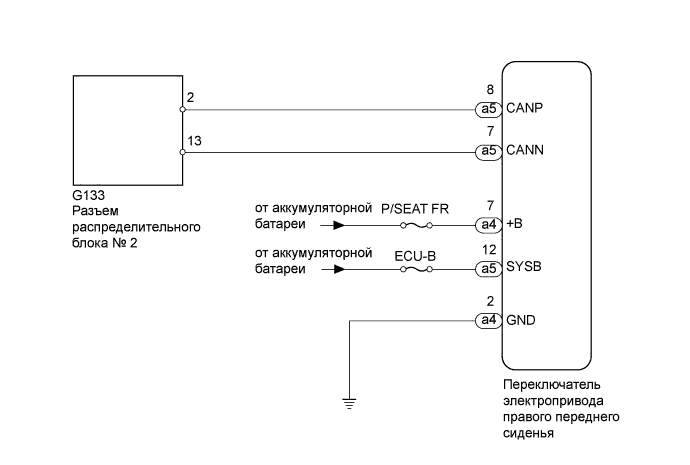 2
8
a5 CANP
13
7
a5 CANN
G133
Разъем
распределительного
блока № 2
от аккумуляторной
батареи
P/SEAT FR
7
a4 +B
от аккумуляторной
батареи
ECU-B
12
a5 SYSB
2
a4 GND
Переключатель
электропривода
правого переднего
сиденья